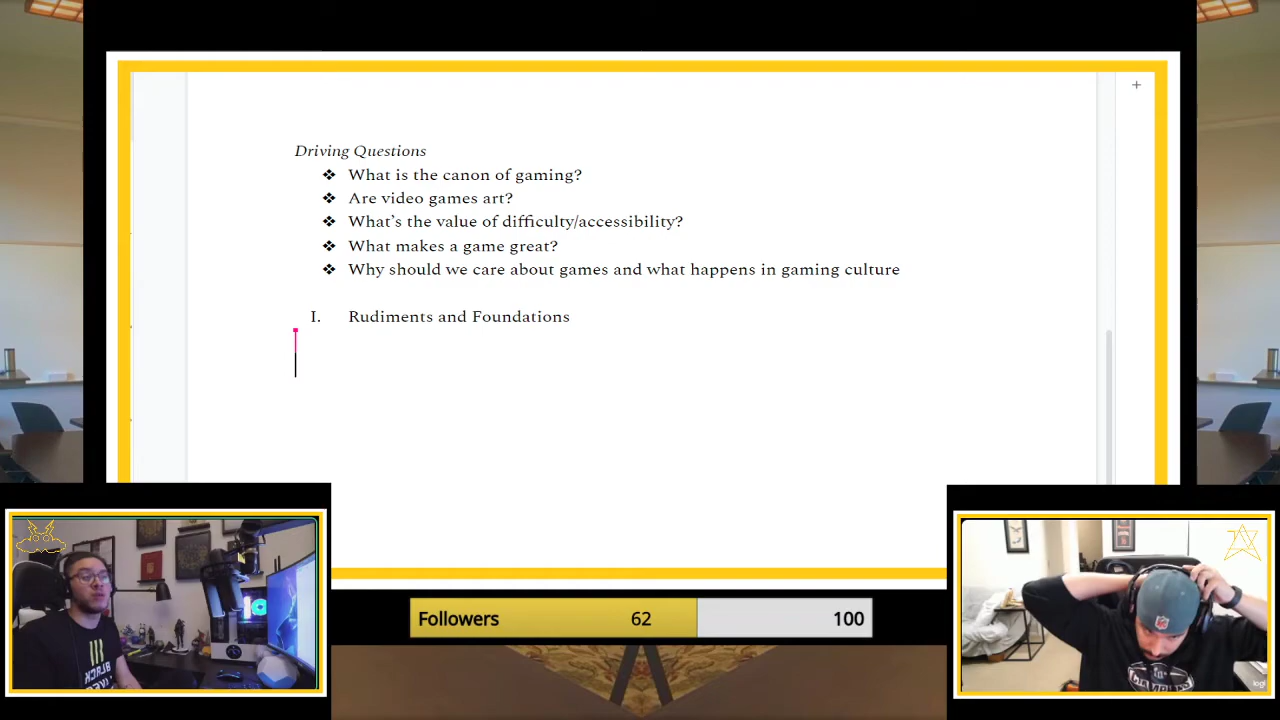 Driving Questions
❖ What is the canon of gaming?
❖ Are video games art?
❖ What's the value of difficulty/accessibility?
❖ What makes a game great?
❖ Why should we care about games and what happens in gaming culture
I. Rudiments and Foundations
Followers 62 100